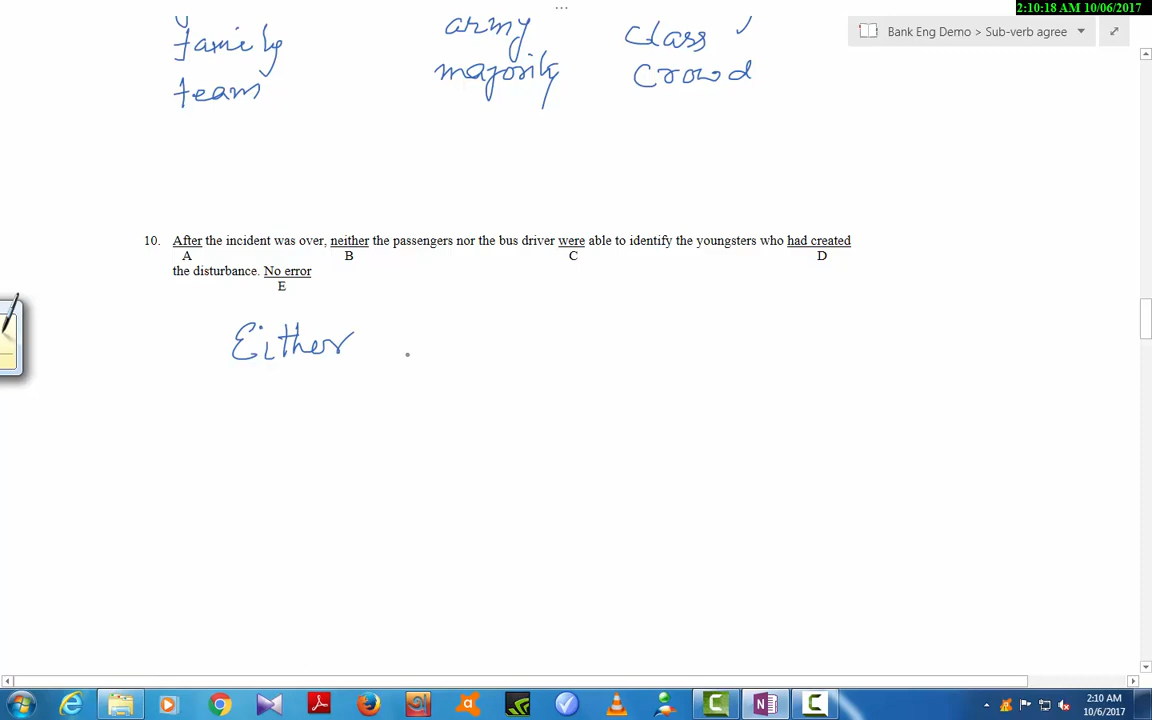 2:10:18 AM 10/06/2017
Bank Eng Demo > Sub-verb agree
family army class
team majority crowd
10. After the incident was over, neither the passengers nor the bus driver were able to identify the youngsters who had created
A B C D
the disturbance. No error
E
Either
2:10 AM
10/6/2017